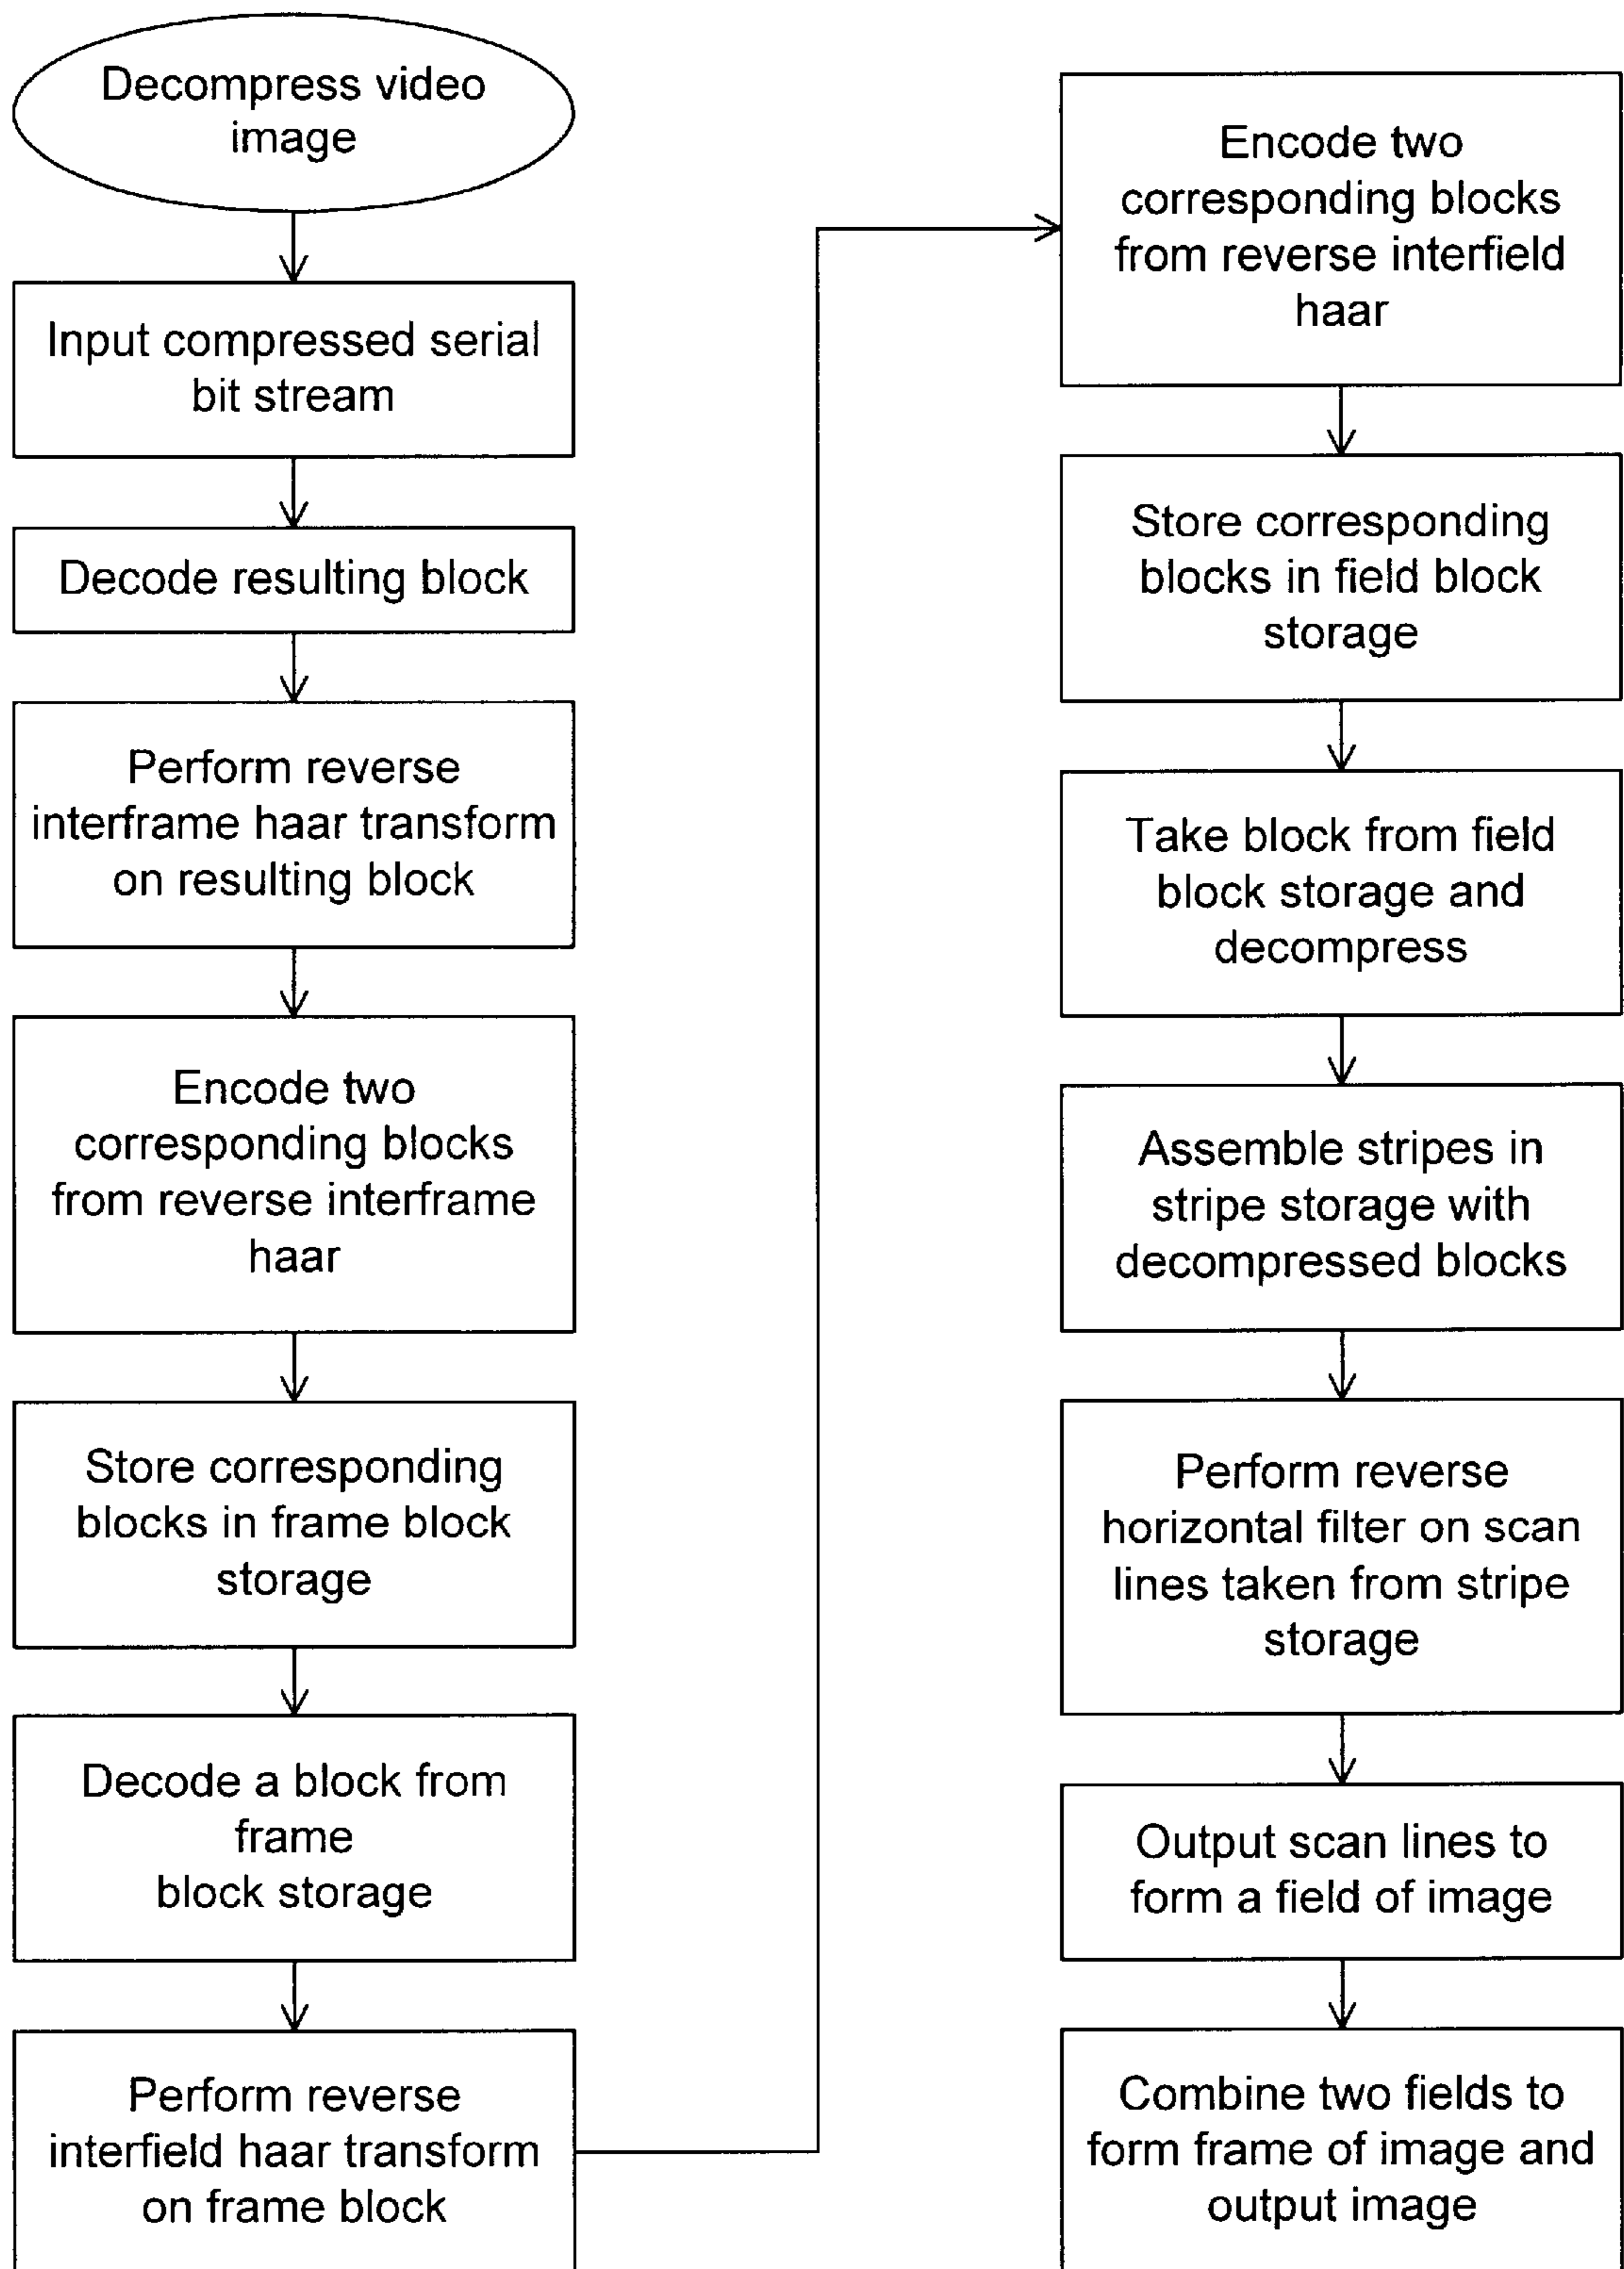 Decompress video
image
Input compressed serial
bit stream
Decode resulting block
Perform reverse
interframe haar transform
on resulting block
Encode two
corresponding blocks
from reverse interframe
haar
Store corresponding
blocks in frame block
storage
Decode a block from
frame
block storage
Perform reverse
interfield haar transform
on frame block
Encode two
corresponding blocks
from reverse interfield
haar
Store corresponding
blocks in field block
storage
Take block from field
block storage and
decompress
Assemble stripes in
stripe storage with
decompressed blocks
Perform reverse
horizontal filter on scan
lines taken from stripe
storage
Output scan lines to
form a field of image
Combine two fields to
form frame of image and
output image